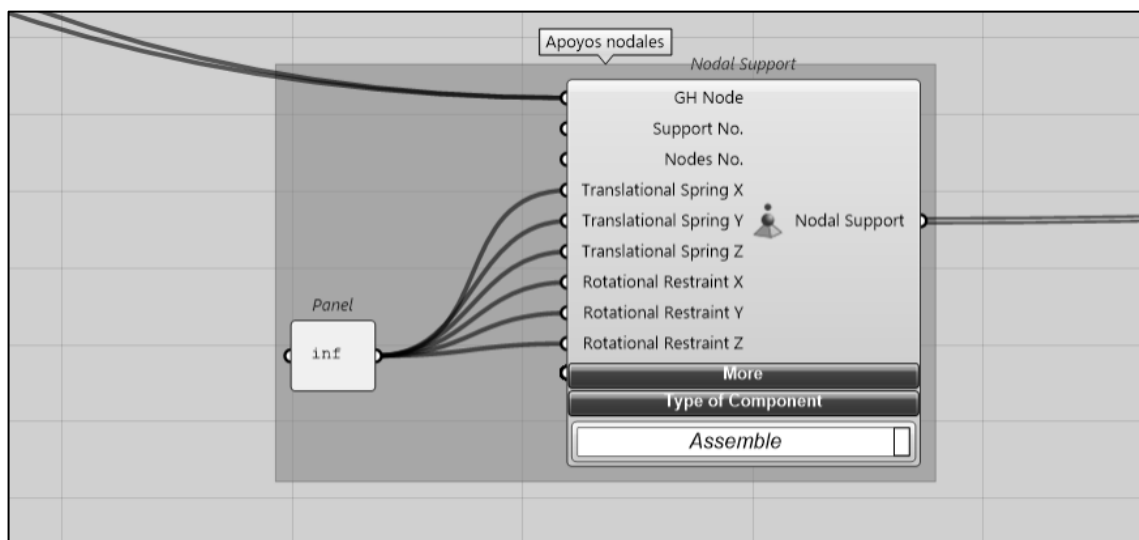 Apoyos nodales
Nodal Support
GH Node
Support No.
Nodes No.
Translational Spring X
Translational Spring Y
Nodal Support
Translational Spring Z
Rotational Restraint X
Rotational Restraint Y
Rotational Restraint Z
Panel
inf
More
Type of Component
Assemble